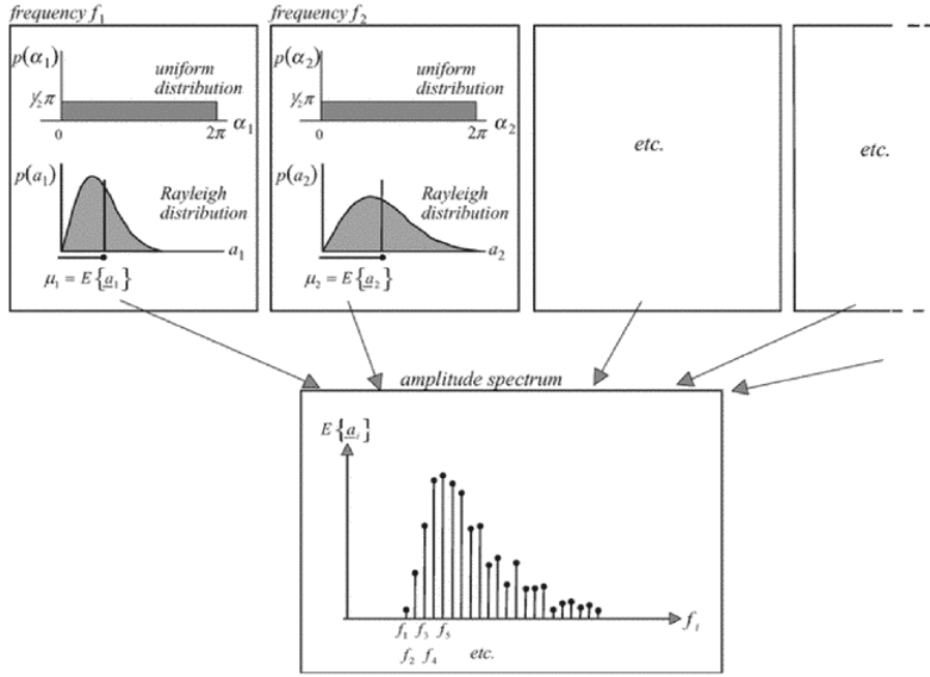 frequency f₁
p(α₁)
uniform
distribution
½π
0
2π
α₁
p(a₁)
Rayleigh
distribution
a₁
μ₁ = E{a₁}
frequency f₂
p(α₂)
uniform
distribution
½π
0
2π
α₂
p(a₂)
Rayleigh
distribution
a₂
μ₂ = E{a₂}
etc.
etc.
amplitude spectrum
E{aᵢ}
fᵢ
f₁ f₃ f₅
f₂ f₄ etc.